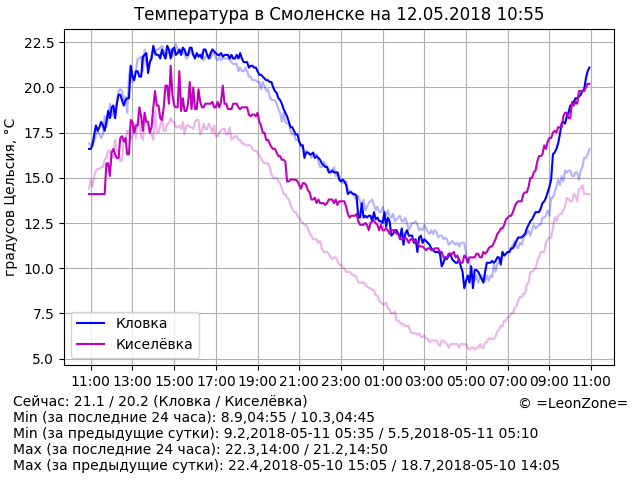 Температура в Смоленске на 12.05.2018 10:55
градусов Цельсия, °C
22.5
20.0
17.5
15.0
12.5
10.0
7.5
5.0
Кловка
Киселёвка
11:00 13:00 15:00 17:00 19:00 21:00 23:00 01:00 03:00 05:00 07:00 09:00 11:00
Сейчас: 21.1 / 20.2 (Кловка / Киселёвка)
© =LeonZone=
Min (за последние 24 часа): 8.9,04:55 / 10.3,04:45
Min (за предыдущие сутки): 9.2,2018-05-11 05:35 / 5.5,2018-05-11 05:10
Max (за последние 24 часа): 22.3,14:00 / 21.2,14:50
Max (за предыдущие сутки): 22.4,2018-05-10 15:05 / 18.7,2018-05-10 14:05